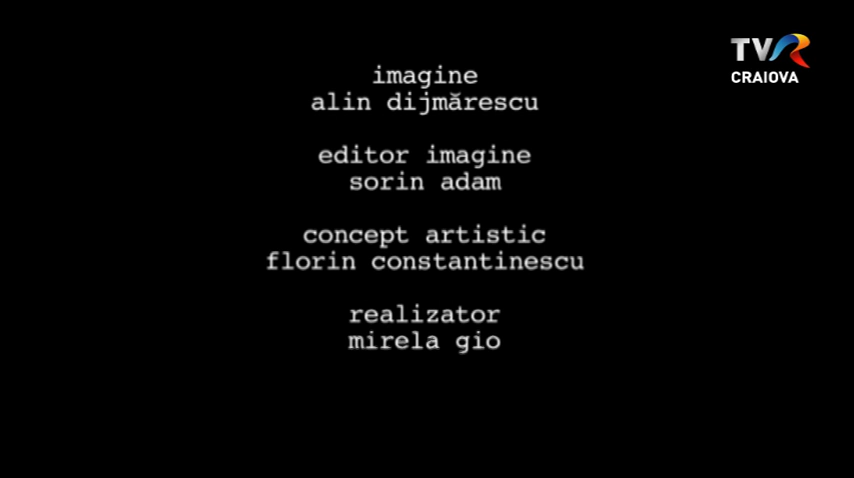 TVR
CRAIOVA
imagine
alin dijmărescu
editor imagine
sorin adam
concept artistic
florin constantinescu
realizator
mirela gio